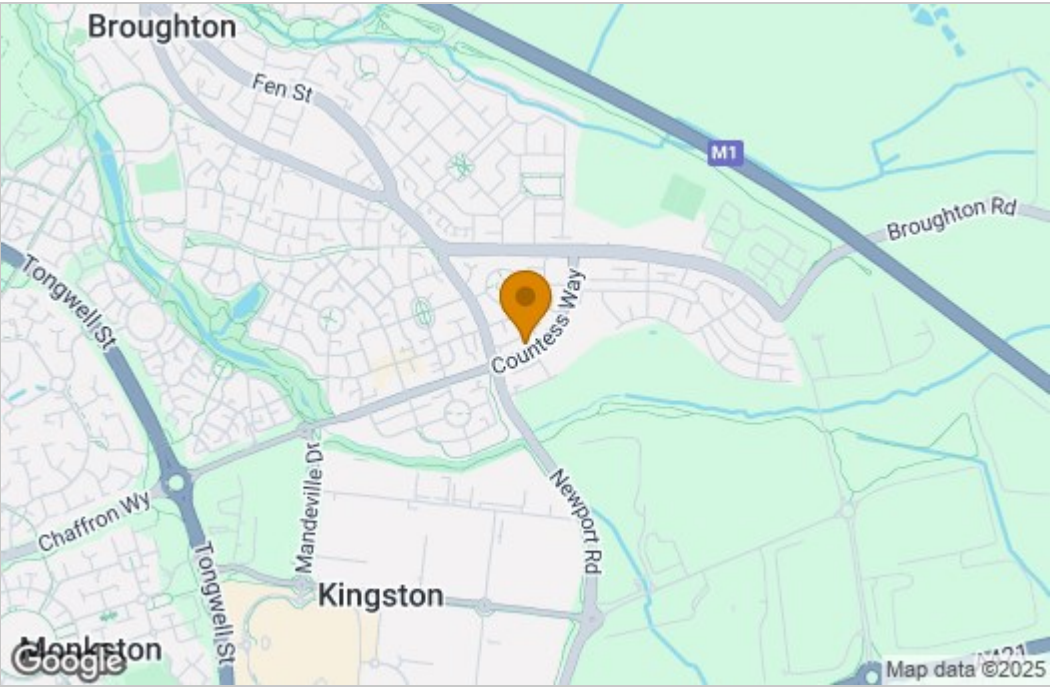 Broughton
Fen St
M1
Broughton Rd
Tongwell St
Countess Way
Mandeville Dr
Newport Rd
Chaffron Wy
Tongwell St
Kingston
Monkston
A421
Google
Map data ©2025